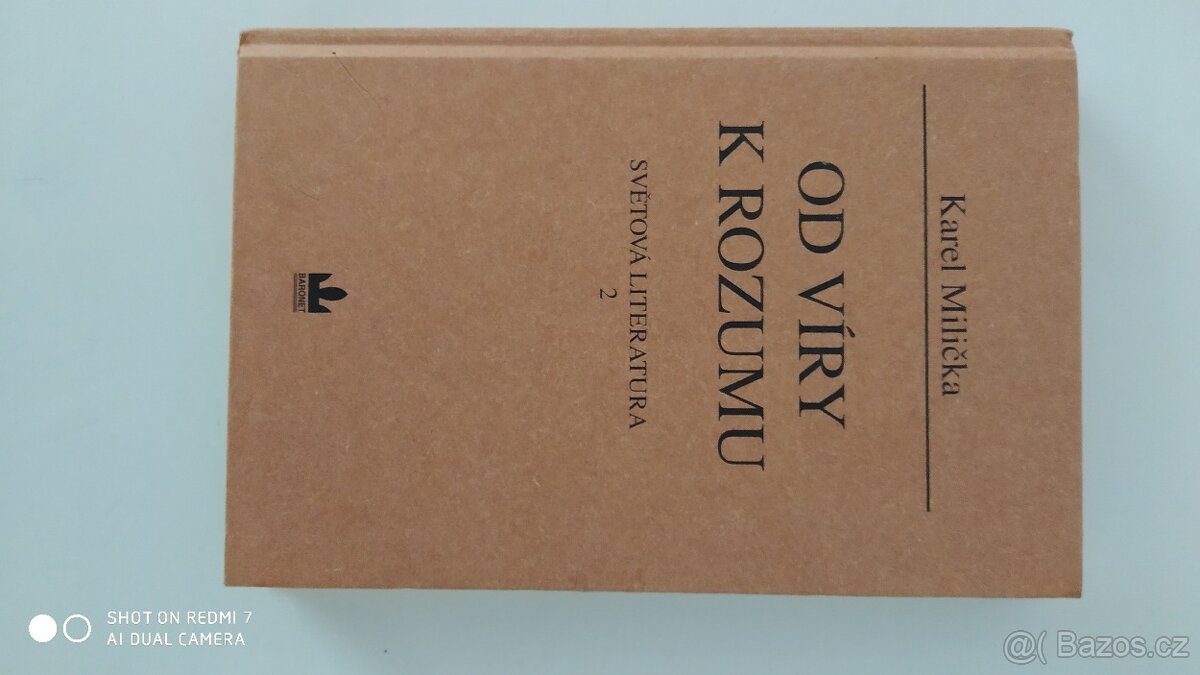 Karel Milička
OD VÍRY
K ROZUMU
SVĚTOVÁ LITERATURA
2
BARONET
SHOT ON REDMI 7
AI DUAL CAMERA
@( Bazos.cz